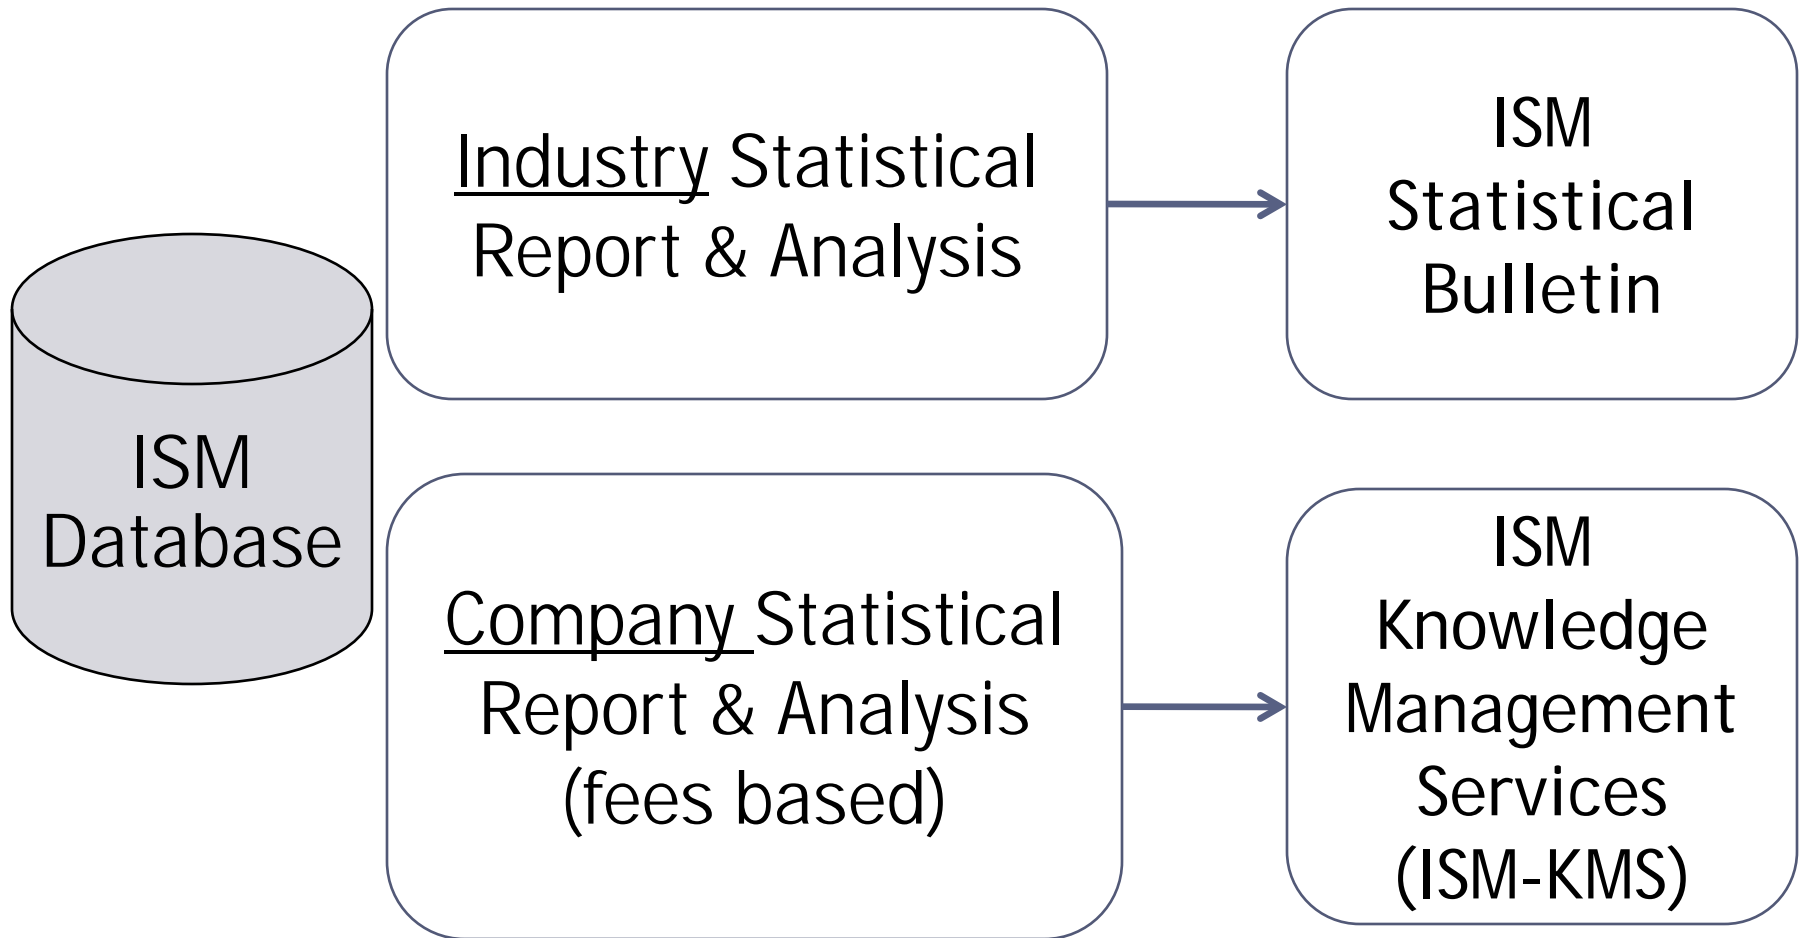 ISM
Database
Industry Statistical
Report & Analysis
ISM
Statistical
Bulletin
Company Statistical
Report & Analysis
(fees based)
ISM
Knowledge
Management
Services
(ISM-KMS)